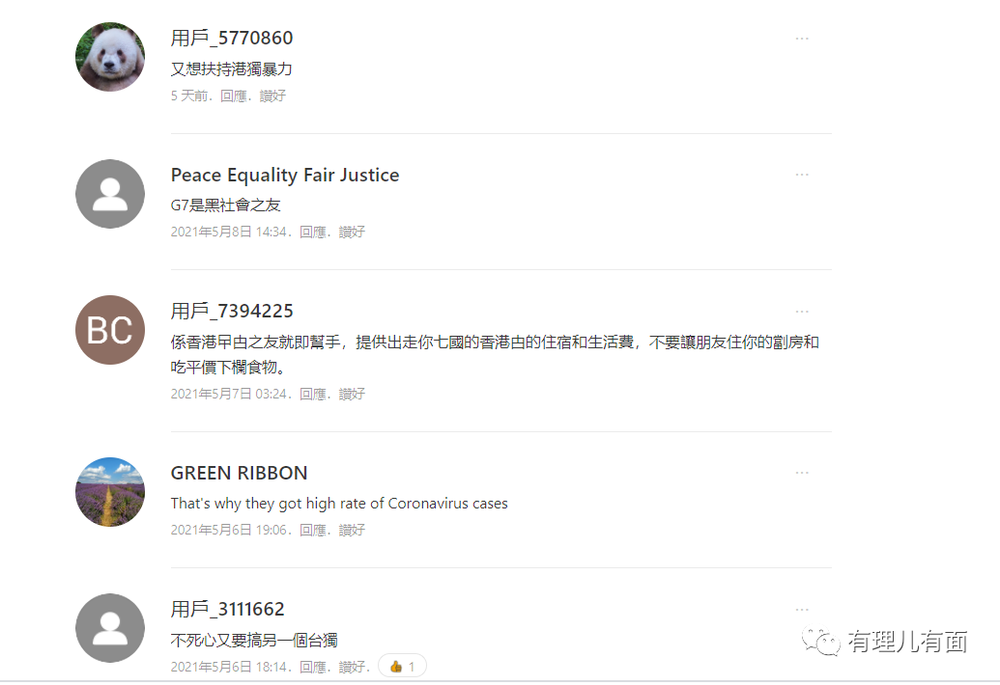 用戶_5770860
...
又想扶持港獨暴力
5 天前．回應．讚好
Peace Equality Fair Justice
...
G7是黑社會之友
2021年5月8日 14:34．回應．讚好
BC
用戶_7394225
...
係香港曱甴之友就即幫手，提供出走你七國的香港甴的住宿和生活費，不要讓朋友住你的劏房和
吃平價下欄食物。
2021年5月7日 03:24．回應．讚好
GREEN RIBBON
...
That's why they got high rate of Coronavirus cases
2021年5月6日 19:06．回應．讚好
用戶_3111662
...
不死心又要搞另一個台獨
2021年5月6日 18:14．回應．讚好． 👍 1
有理儿有面